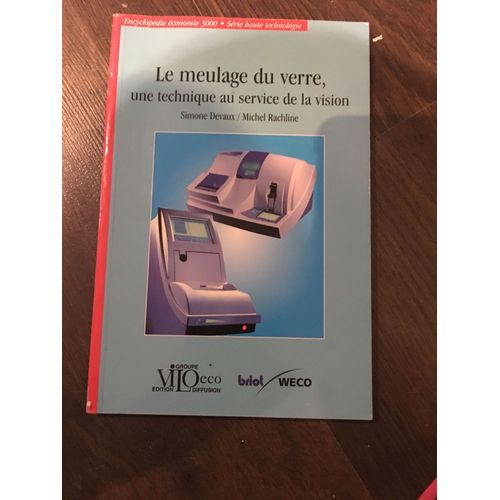 Encyclopédie économie 3000 • Série haute technologie
Le meulage du verre,
une technique au service de la vision
Simone Devaux / Michel Rachline
GROUPE
VILOeco
EDITION DIFFUSION
briot WECO